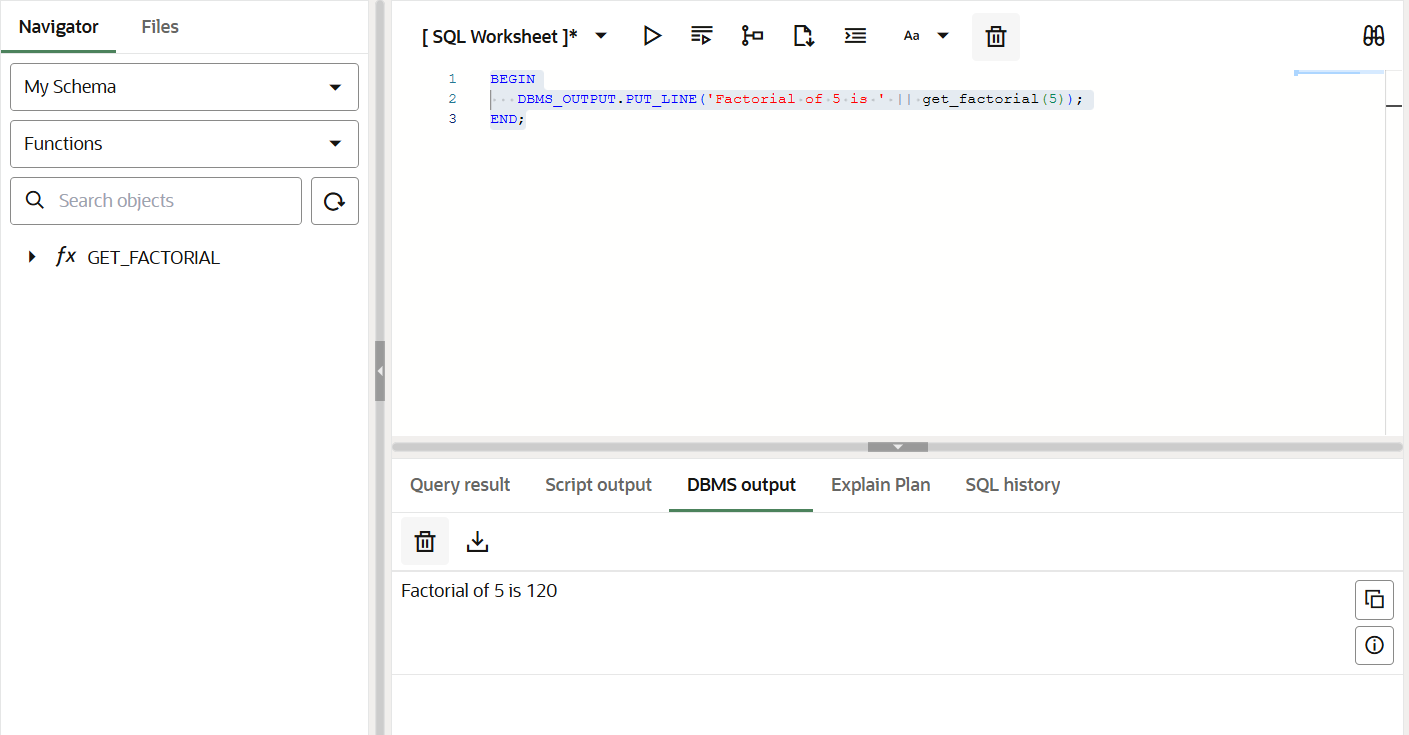 Navigator Files
My Schema
Functions
Search objects
fx GET_FACTORIAL
[ SQL Worksheet ]*
Aa
1 BEGIN
2 DBMS_OUTPUT.PUT_LINE('Factorial of 5 is ' || get_factorial(5));
3 END;
Query result Script output DBMS output Explain Plan SQL history
Factorial of 5 is 120